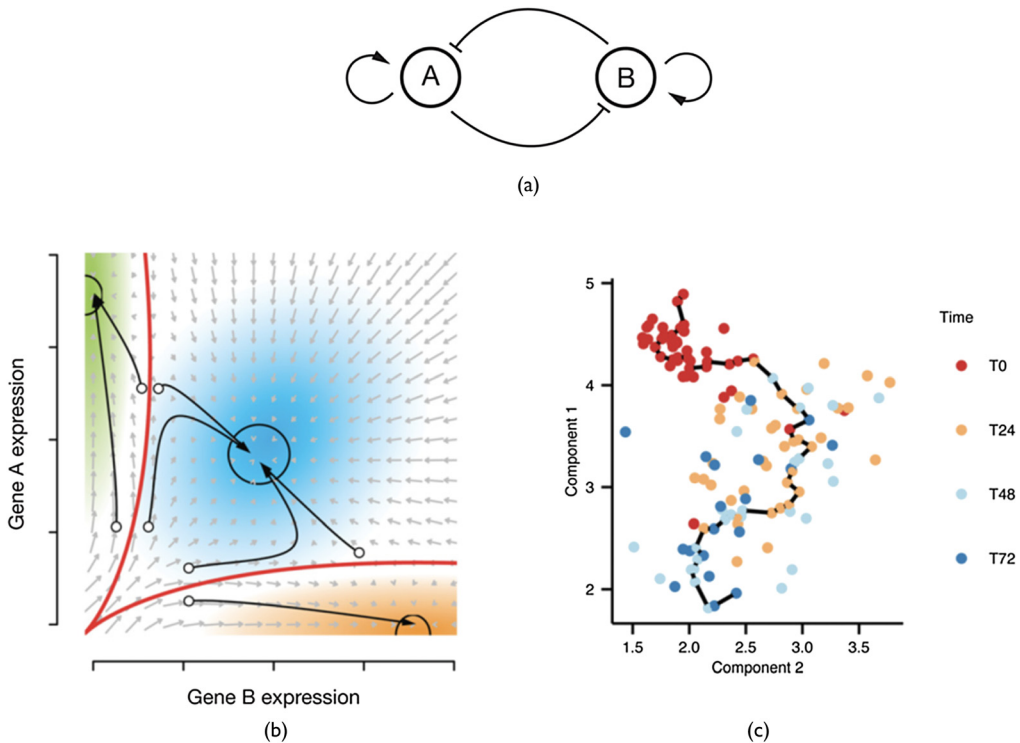 A
B
(a)
Gene A expression
Gene B expression
(b)
5
4
3
2
Component 1
1.5 2.0 2.5 3.0 3.5
Component 2
Time
T0
T24
T48
T72
(c)